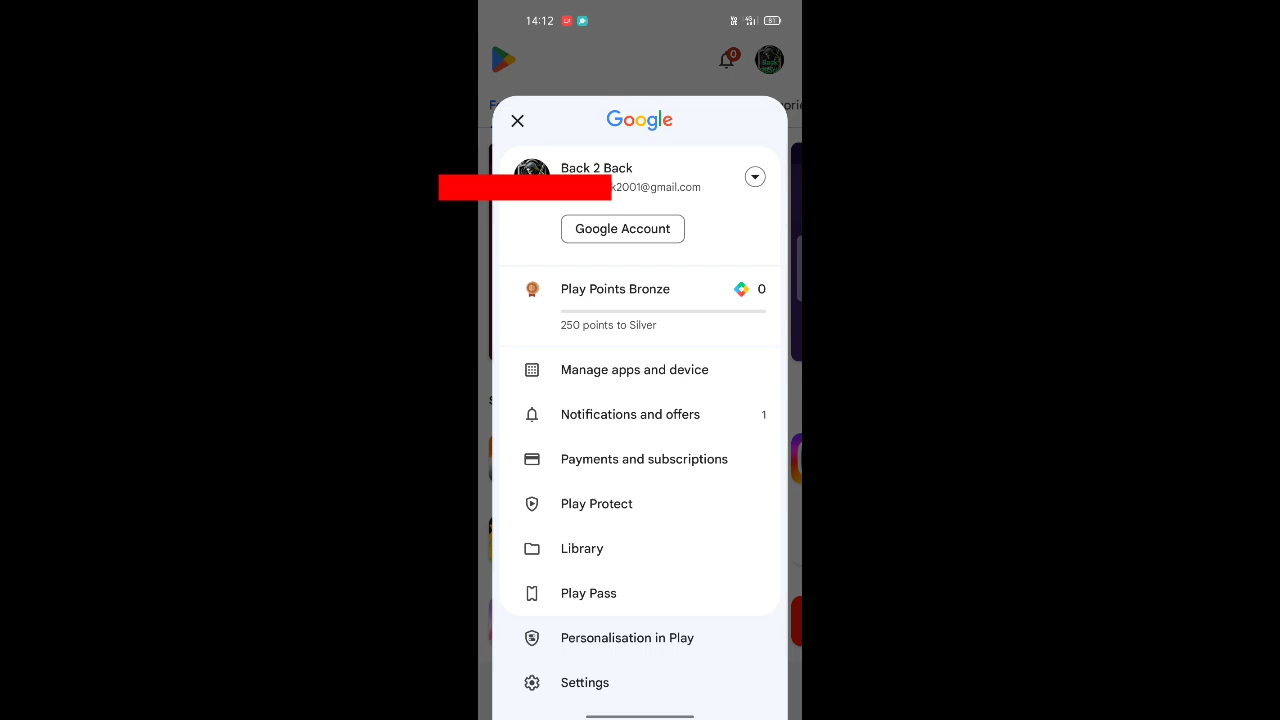 14:12
81
0
Google
Back 2 Back
k2001@gmail.com
Google Account
Play Points Bronze 0
250 points to Silver
Manage apps and device
Notifications and offers 1
Payments and subscriptions
Play Protect
Library
Play Pass
Personalisation in Play
Settings